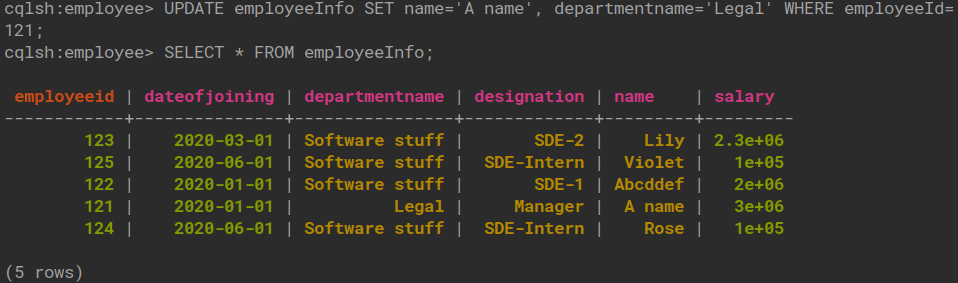 cqlsh:employee> UPDATE employeeInfo SET name='A name', departmentname='Legal' WHERE employeeId=
121;
cqlsh:employee> SELECT * FROM employeeInfo;
employeeid | dateofjoining | departmentname | designation | name    | salary
------------+---------------+----------------+-------------+---------+---------
        123 |    2020-03-01 | Software stuff |       SDE-2 |    Lily | 2.3e+06
        125 |    2020-06-01 | Software stuff |  SDE-Intern |  Violet |   1e+05
        122 |    2020-01-01 | Software stuff |       SDE-1 | Abcddef |   2e+06
        121 |    2020-01-01 |          Legal |     Manager |  A name |   3e+06
        124 |    2020-06-01 | Software stuff |  SDE-Intern |    Rose |   1e+05
(5 rows)